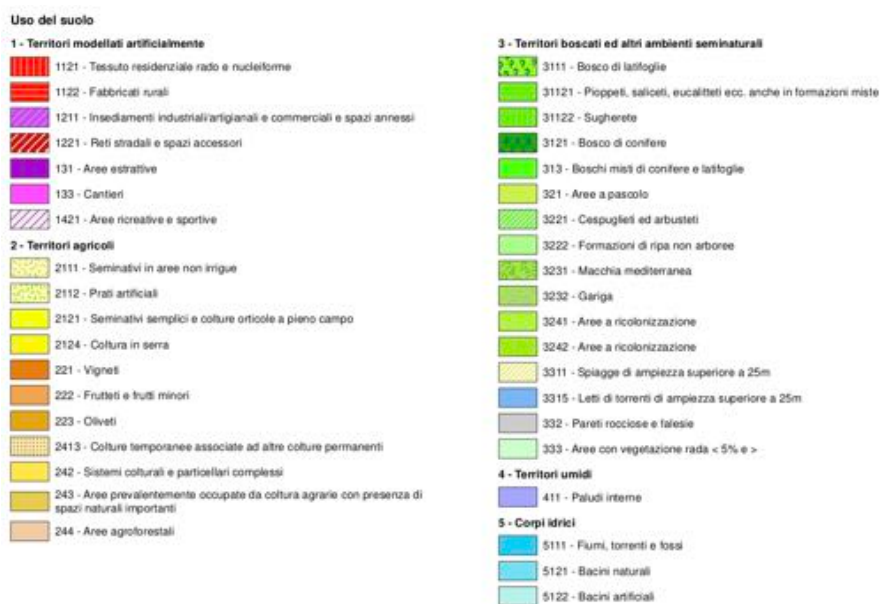 Uso del suolo
1 - Territori modellati artificialmente
1121 - Tessuto residenziale rado e nucleiforme
1122 - Fabbricati rurali
1211 - Insediamenti industriali/artigianali e commerciali e spazi annessi
1221 - Reti stradali e spazi accessori
131 - Aree estrattive
133 - Cantieri
1421 - Aree ricreative e sportive
2 - Territori agricoli
2111 - Seminativi in aree non irrigue
2112 - Prati artificiali
2121 - Seminativi semplici e colture orticole a pieno campo
2124 - Coltura in serra
221 - Vigneti
222 - Frutteti e frutti minori
223 - Oliveti
2413 - Colture temporanee associate ad altre colture permanenti
242 - Sistemi colturali e particellari complessi
243 - Aree prevalentemente occupate da coltura agrarie con presenza di
spazi naturali importanti
244 - Aree agroforestali
3 - Territori boscati ed altri ambienti seminaturali
3111 - Bosco di latifoglie
31121 - Pioppeti, saliceti, eucalitteti ecc. anche in formazioni miste
31122 - Sugherete
3121 - Bosco di conifere
313 - Boschi misti di conifere e latifoglie
321 - Aree a pascolo
3221 - Cespuglieti ed arbusteti
3222 - Formazioni di ripa non arboree
3231 - Macchia mediterranea
3232 - Gariga
3241 - Aree a ricolonizzazione
3242 - Aree a ricolonizzazione
3311 - Spiagge di ampiezza superiore a 25m
3315 - Letti di torrenti di ampiezza superiore a 25m
332 - Pareti rocciose e falesie
333 - Aree con vegetazione rada < 5% e >
4 - Territori umidi
411 - Paludi interne
5 - Corpi idrici
5111 - Fiumi, torrenti e fossi
5121 - Bacini naturali
5122 - Bacini artificiali